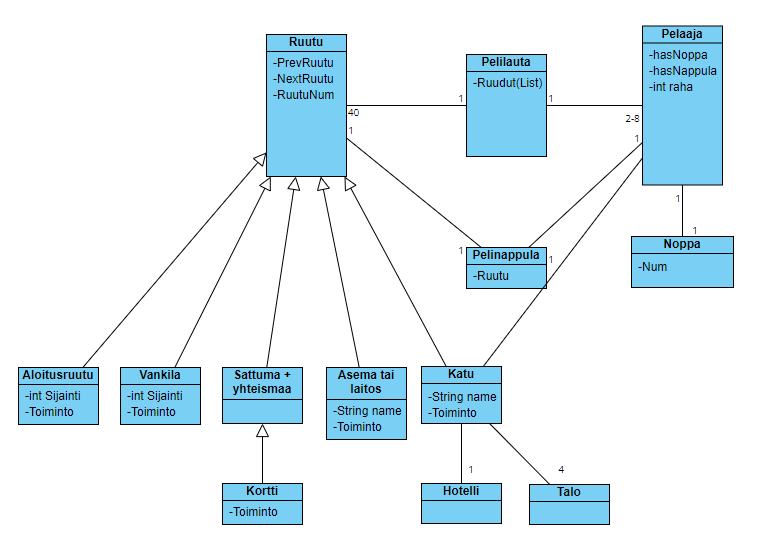 Ruutu
-PrevRuutu
-NextRuutu
-RuutuNum
40
1
Pelilauta
-Ruudut(List)
1
1
Pelaaja
-hasNoppa
-hasNappula
-int raha
2-8
1
1
1
Noppa
-Num
1
Pelinappula
-Ruutu
1
Aloitusruutu
-int Sijainti
-Toiminto
Vankila
-int Sijainti
-Toiminto
Sattuma +
yhteismaa
Asema tai
laitos
-String name
-Toiminto
Katu
-String name
-Toiminto
1
4
Kortti
-Toiminto
Hotelli
Talo